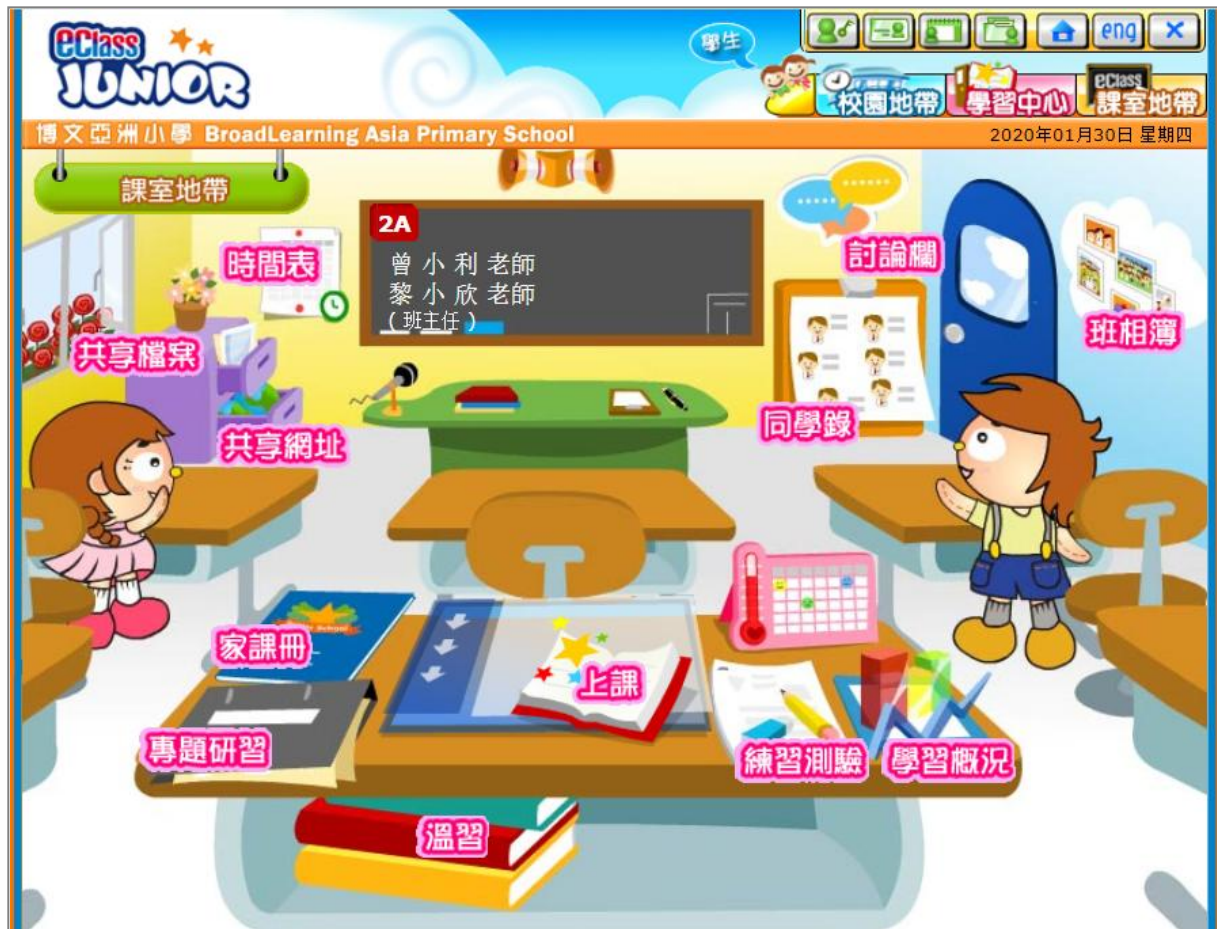 eClass
JUNIOR
學生
eng
校園地帶
學習中心
eClass
課室地帶
博文亞洲小學 BroadLearning Asia Primary School
2020年01月30日 星期四
課室地帶
2A
曾 小 利 老師
黎 小 欣 老師
( 班主任 )
時間表
討論欄
班相簿
共享檔案
共享網址
同學錄
家課冊
上課
專題研習
練習測驗
學習概況
溫習